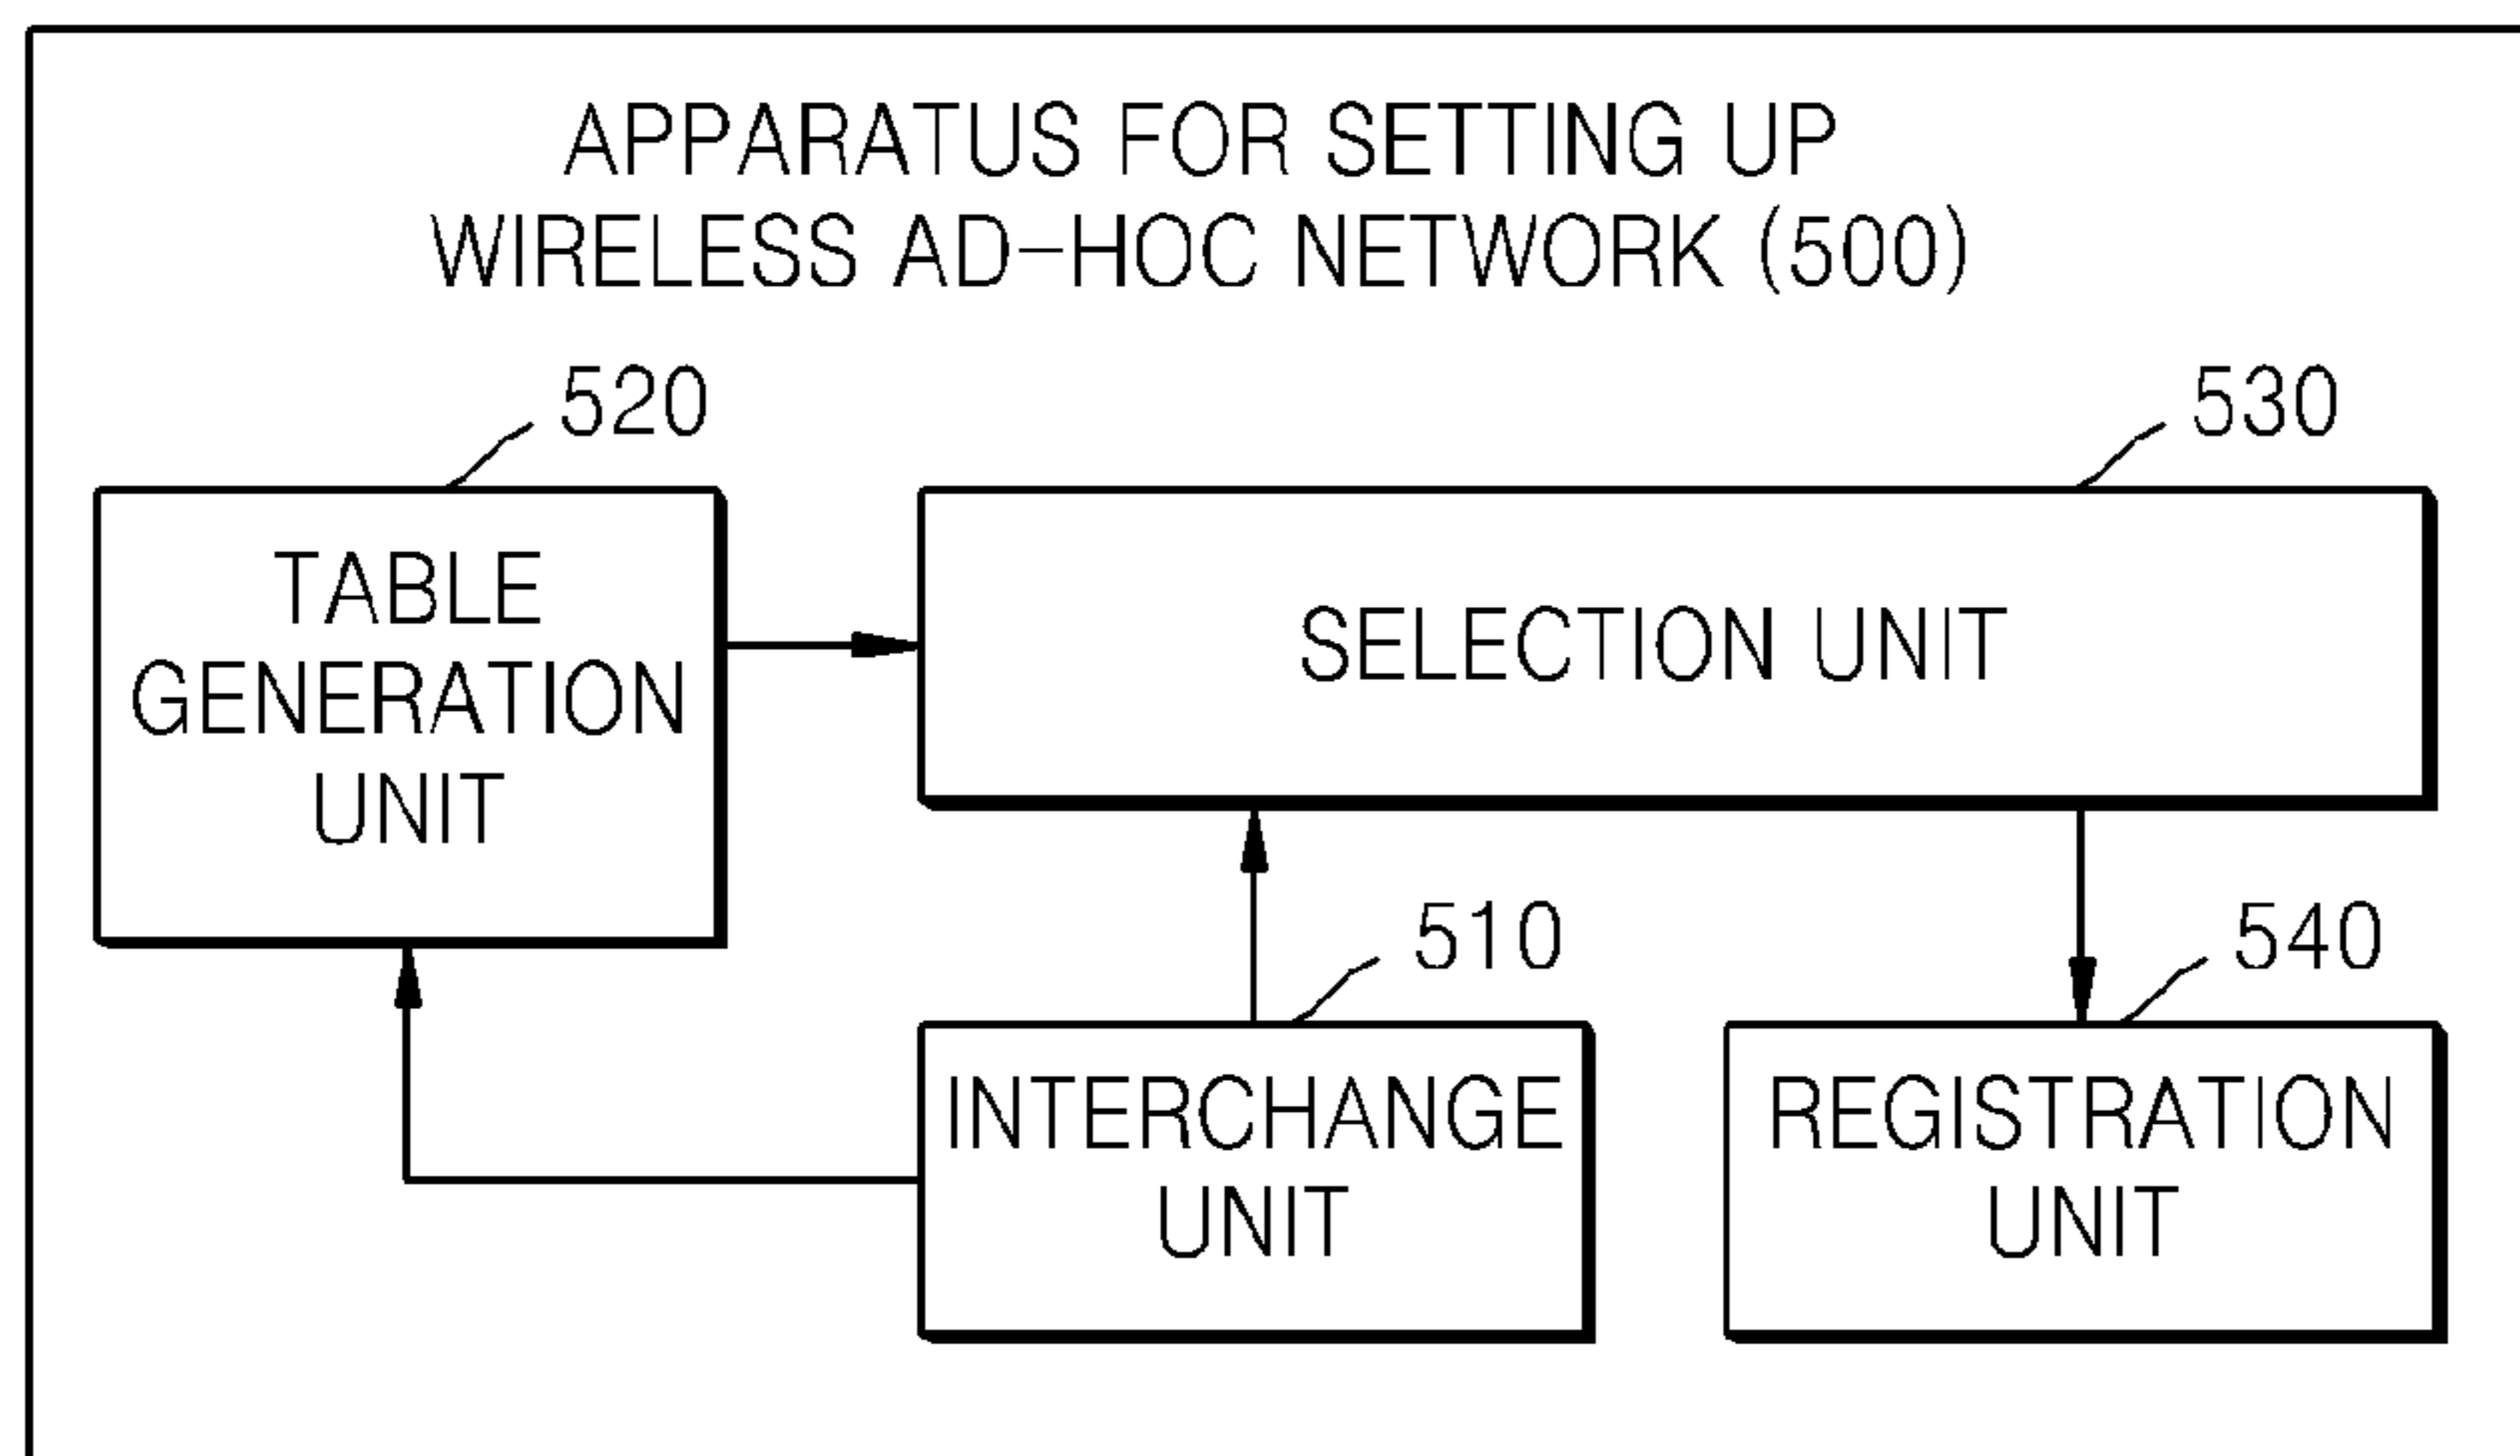 APPARATUS FOR SETTING UP
WIRELESS AD-HOC NETWORK (500)
520
530
TABLE
GENERATION
UNIT
SELECTION UNIT
510
540
INTERCHANGE
UNIT
REGISTRATION
UNIT